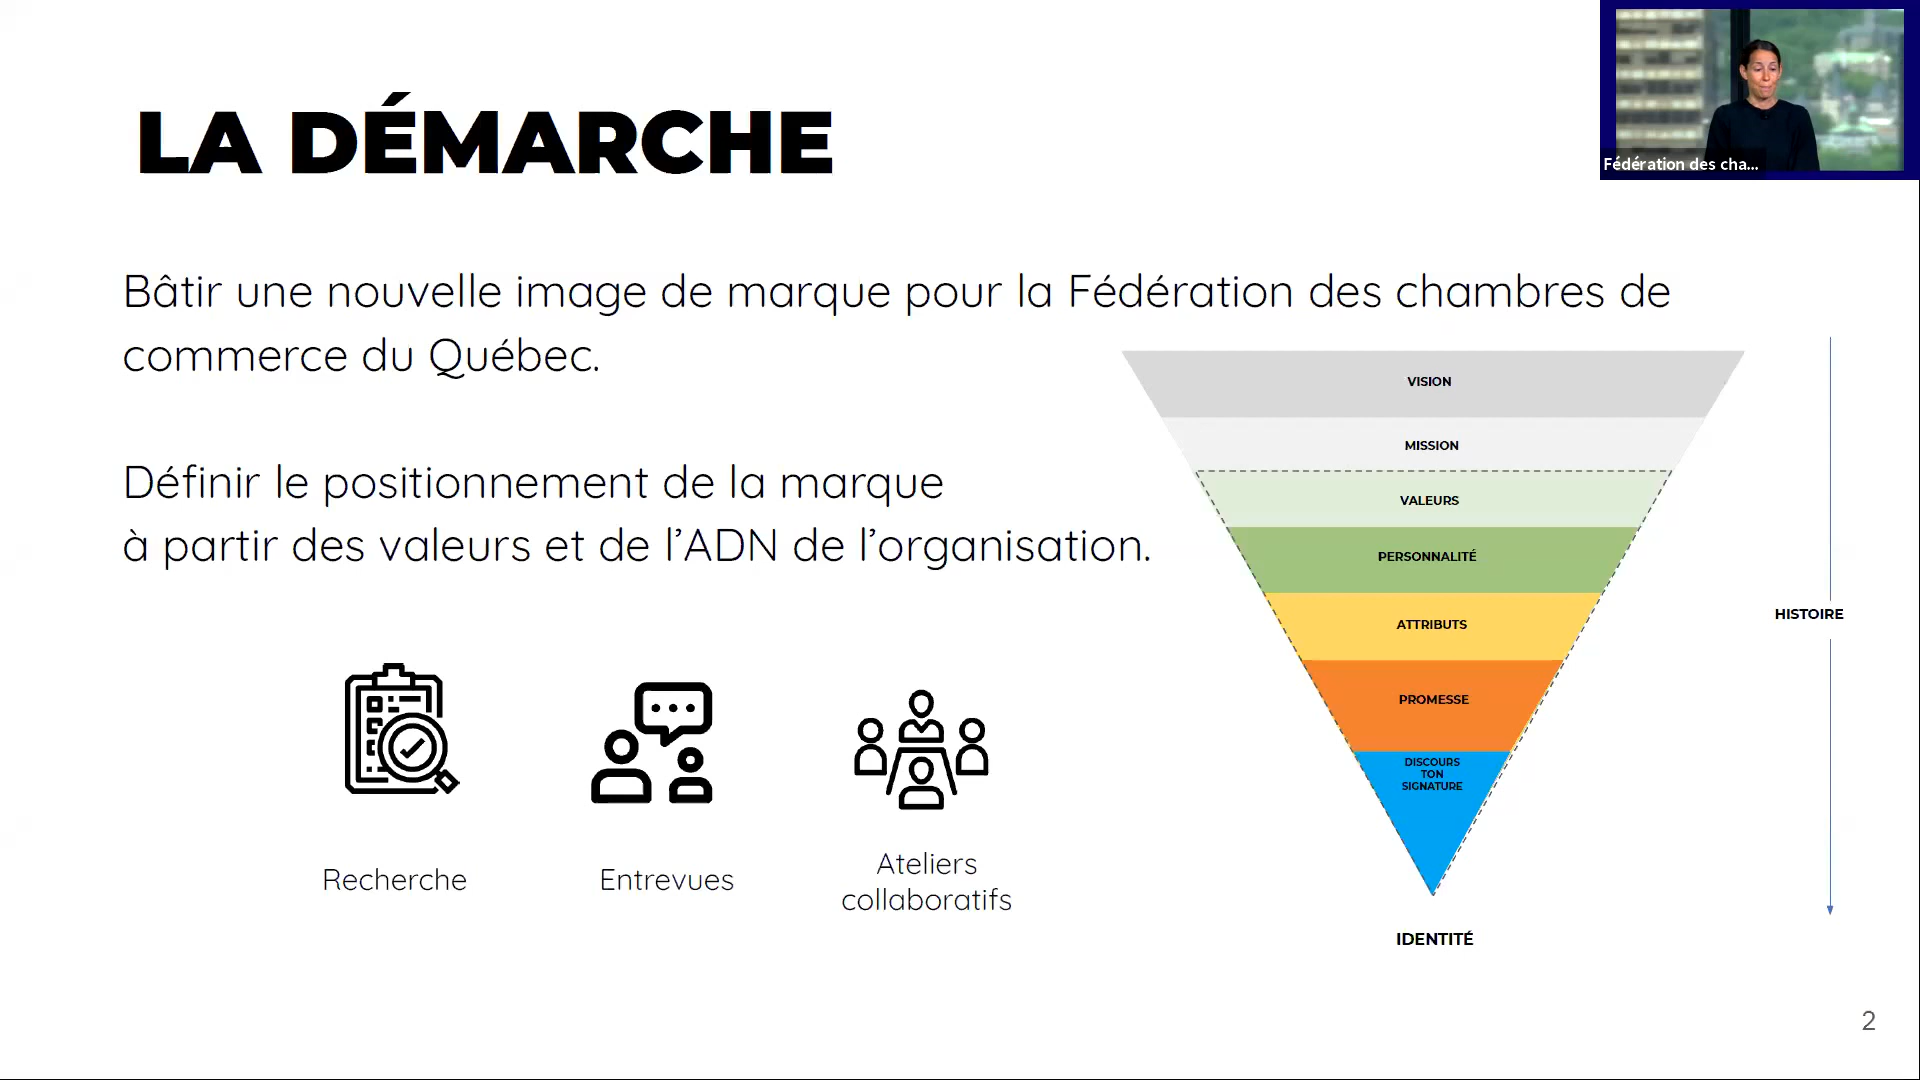 Fédération des cha...
LA DÉMARCHE
Bâtir une nouvelle image de marque pour la Fédération des chambres de
commerce du Québec.
Définir le positionnement de la marque
à partir des valeurs et de l’ADN de l’organisation.
Recherche
Entrevues
Ateliers
collaboratifs
VISION
MISSION
VALEURS
PERSONNALITÉ
ATTRIBUTS
PROMESSE
DISCOURS
TON
SIGNATURE
IDENTITÉ
HISTOIRE
2